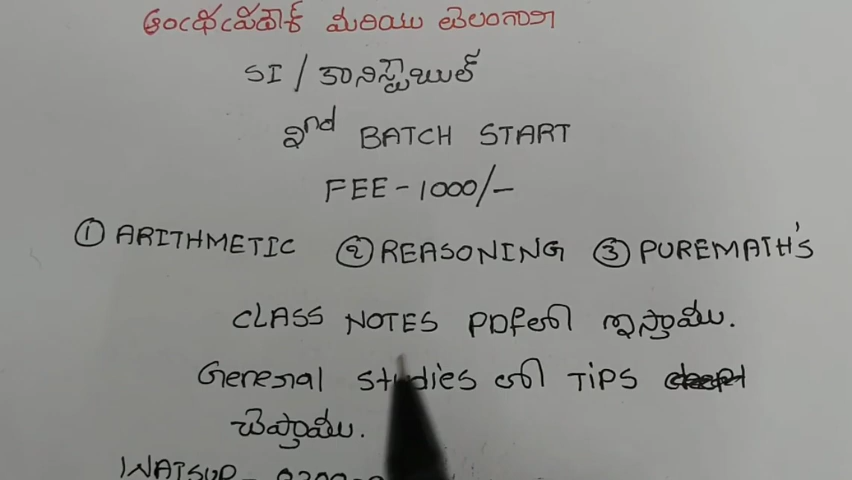 ఆంధ్రప్రదేశ్ మరియు తెలంగాణ
SI / కానిస్టేబుల్
2nd BATCH START
FEE - 1000/-
① ARITHMETIC ② REASONING ③ PUREMATH'S
CLASS NOTES PDFలో ఇస్తాము.
General Studies లో TIPS
చెప్తాము.
WATSUP -